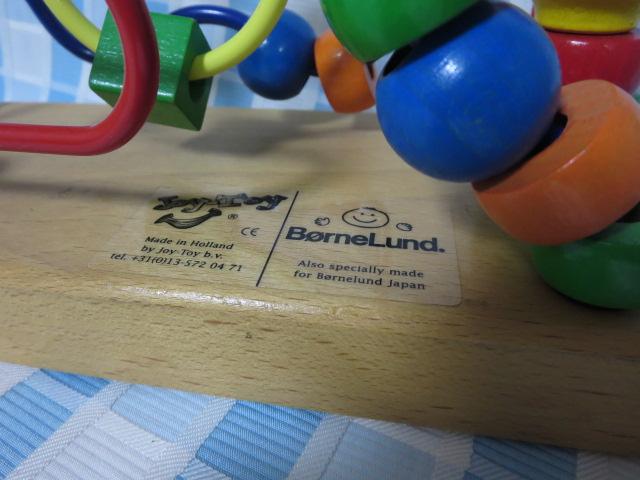 Joy-Toy
®
CE
Made in Holland
by Joy-Toy b.v.
tel. +31(0)13-572 04 71
BørneLund.
Also specially made
for Børnelund Japan